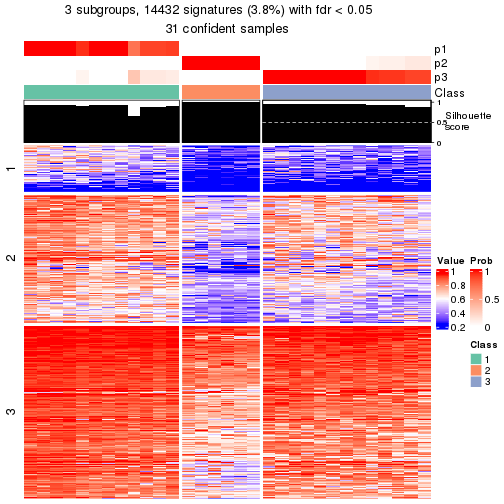 3 subgroups, 14432 signatures (3.8%) with fdr < 0.05
31 confident samples
p1
p2
p3
Class
1
0.5
0
Silhouette
score
1
2
3
Value
1
0.8
0.6
0.4
0.2
Prob
1
0.5
0
Class
1
2
3